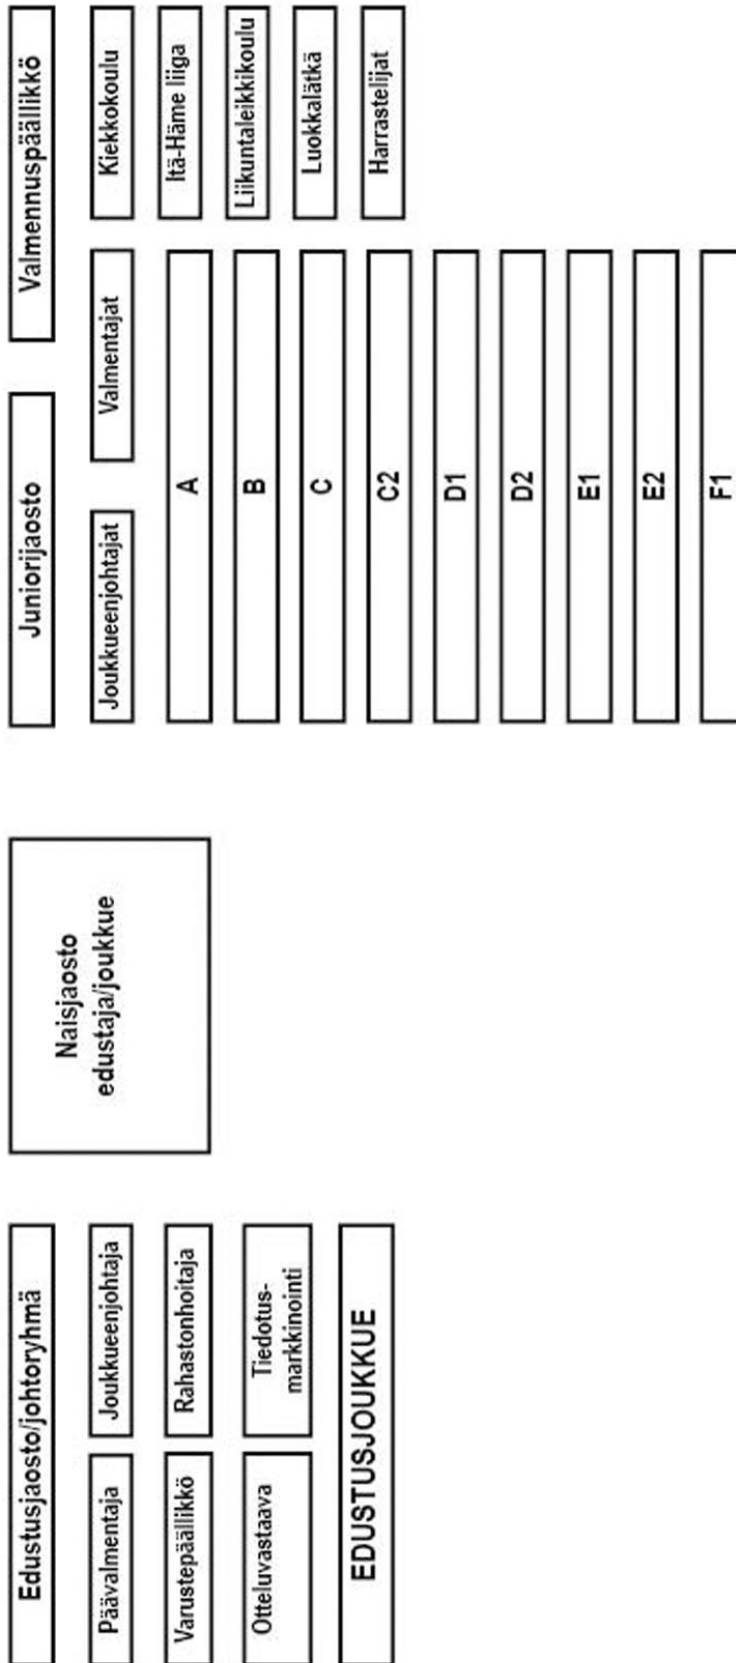 Edustusjaosto/johtoryhmä
Päävalmentaja
Joukkueenjohtaja
Varustepäällikkö
Rahastonhoitaja
Otteluvastaava
Tiedotus-
markkinointi
EDUSTUSJOUKKUE
Naisjaosto
edustaja/joukkue
Juniorijaosto
Valmennuspäällikkö
Joukkueenjohtajat
Valmentajat
A
B
C
C2
D1
D2
E1
E2
F1
Kiekkokoulu
Itä-Häme liiga
Liikuntaleikkikoulu
Luokkalätkä
Harrastelijat